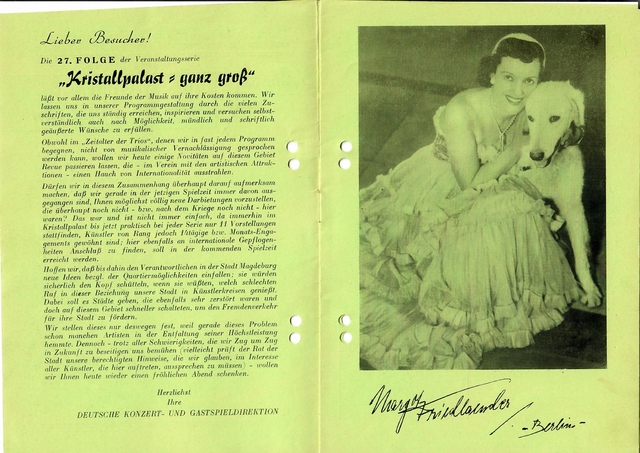 Lieber Besucher!
Die 27. FOLGE der Veranstaltungsserie
„Kristallpalast = ganz groß“
läßt vor allem die Freunde der Musik auf ihre Kosten kommen. Wir
lassen uns in unserer Programmgestaltung durch die vielen Zu-
schriften, die uns ständig erreichen, inspirieren und versuchen selbst-
verständlich auch nach Möglichkeit, mündlich und schriftlich
geäußerte Wünsche zu erfüllen.
Obwohl im „Zeitalter der Trios“, denen wir in fast jedem Programm
begegnen, nicht von musikalischer Vernachlässigung gesprochen
werden kann, wollen wir heute einige Novitäten auf diesem Gebiet
Revue passieren lassen, die - im Verein mit den artistischen Attrak-
tionen - einen Hauch von Internationalität ausstrahlen.
Dürfen wir in diesem Zusammenhang überhaupt darauf aufmerksam
machen, daß wir gerade in der jetzigen Spielzeit immer davon aus-
gegangen sind, Ihnen möglichst völlig neue Darbietungen vorzustellen,
die überhaupt noch nicht - bzw. nach dem Kriege noch nicht - hier
waren? Das war und ist nicht immer einfach, da immerhin im
Kristallpalast bis jetzt praktisch bei jeder Serie nur 11 Vorstellungen
stattfinden, Künstler von Rang jedoch 1/2tägige bzw. Monats-Enga-
gements gewöhnt sind; hier ebenfalls an internationale Gepflogen-
heiten Anschluß zu finden, soll in der kommenden Spielzeit
erreicht werden.
Hoffen wir, daß bis dahin den Verantwortlichen in der Stadt Magdeburg
neue Ideen bezgl. der Quartiermöglichkeiten einfallen; sie würden
sicherlich den Kopf schütteln, wenn sie wüßten, welch schlechten
Ruf in dieser Beziehung unsere Stadt in Künstlerkreisen genießt.
Dabei soll es Städte geben, die ebenfalls sehr zerstört waren und
doch auf diesem Gebiet schneller schalteten, um den Fremdenverkehr
für ihre Stadt zu fördern.
Wir stellen dieses nur deswegen fest, weil gerade dieses Problem
schon manchen Artisten in der Entfaltung seiner Höchstleistung
hemmte. Dennoch - trotz aller Schwierigkeiten, die wir Zug um Zug
in Zukunft zu beseitigen uns bemühen (vielleicht prüft der Rat der
Stadt unsere berechtigten Hinweise, die wir glauben, im Interesse
aller Künstler, die hier auftreten, aussprechen zu müssen) - wollen
wir Ihnen heute wieder einen fröhlichen Abend schenken.
Herzlichst
Ihre
DEUTSCHE KONZERT- UND GASTSPIELDIREKTION
Margot Friedlaender
- Berlin -